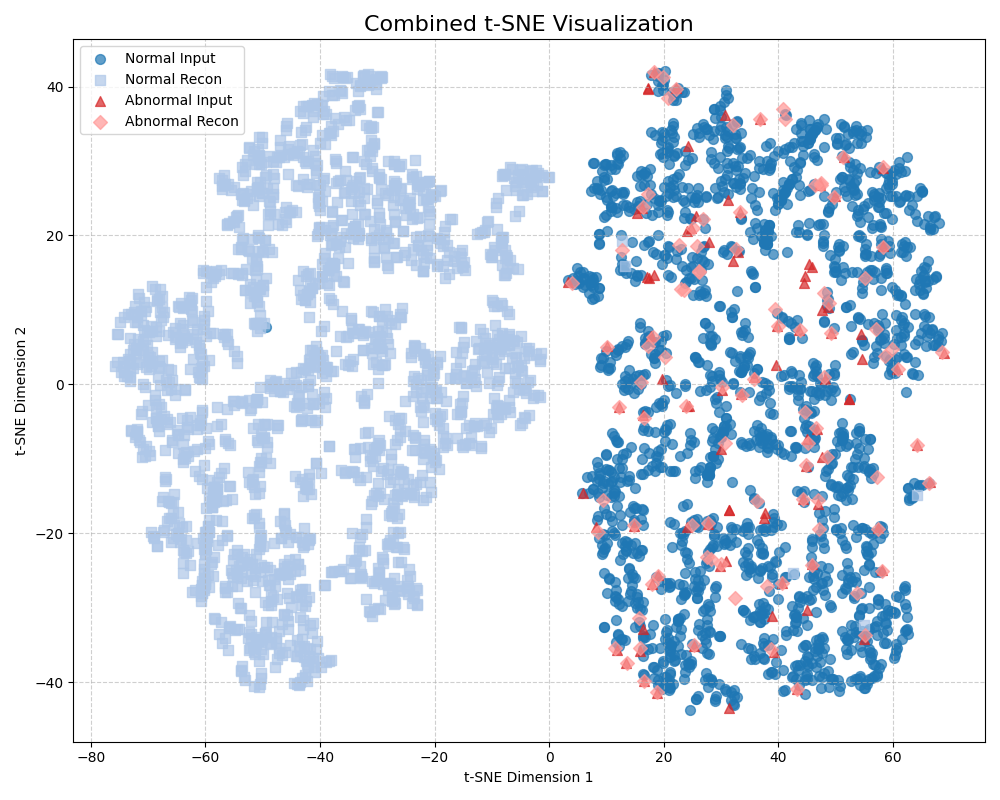 Combined t-SNE Visualization
Normal Input
Normal Recon
Abnormal Input
Abnormal Recon
40
20
0
−20
−40
t-SNE Dimension 2
−80
−60
−40
−20
0
20
40
60
t-SNE Dimension 1